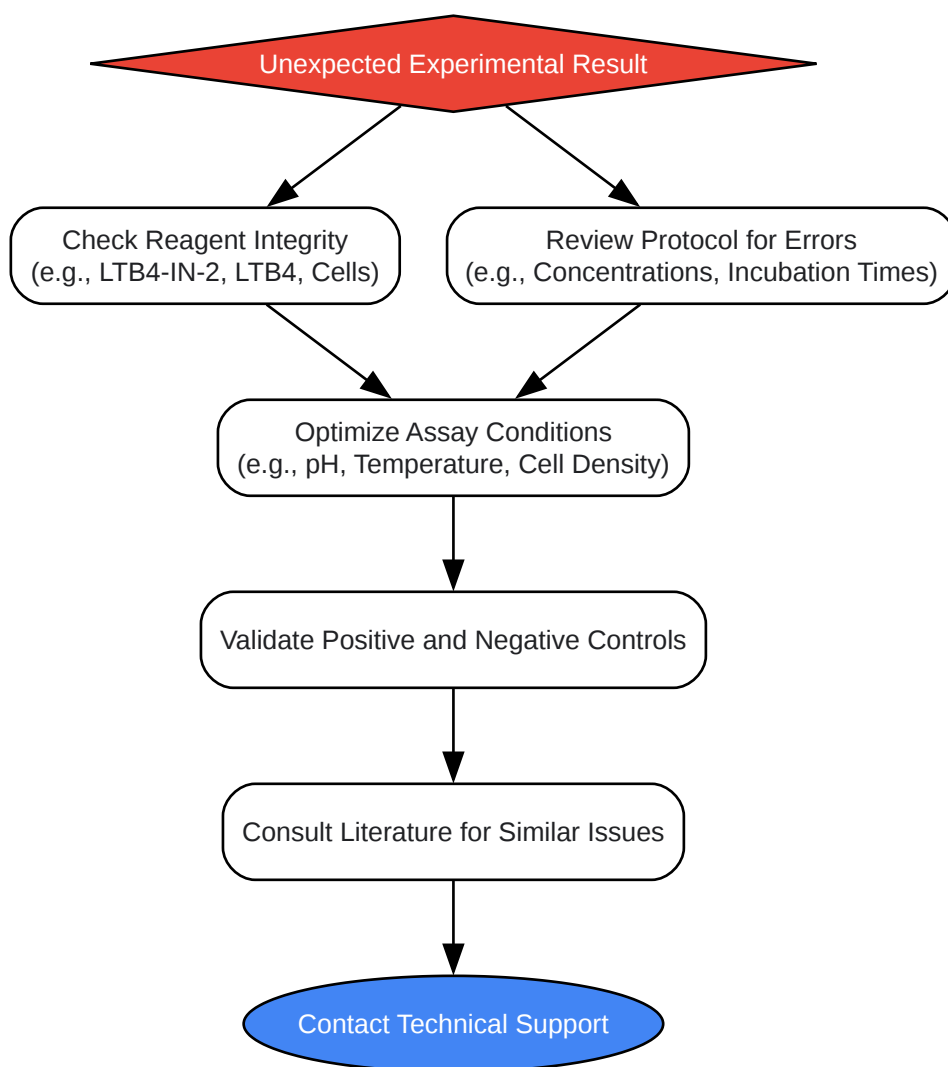 Unexpected Experimental Result
Check Reagent Integrity
(e.g., LTB4-IN-2, LTB4, Cells)
Review Protocol for Errors
(e.g., Concentrations, Incubation Times)
Optimize Assay Conditions
(e.g., pH, Temperature, Cell Density)
Validate Positive and Negative Controls
Consult Literature for Similar Issues
Contact Technical Support